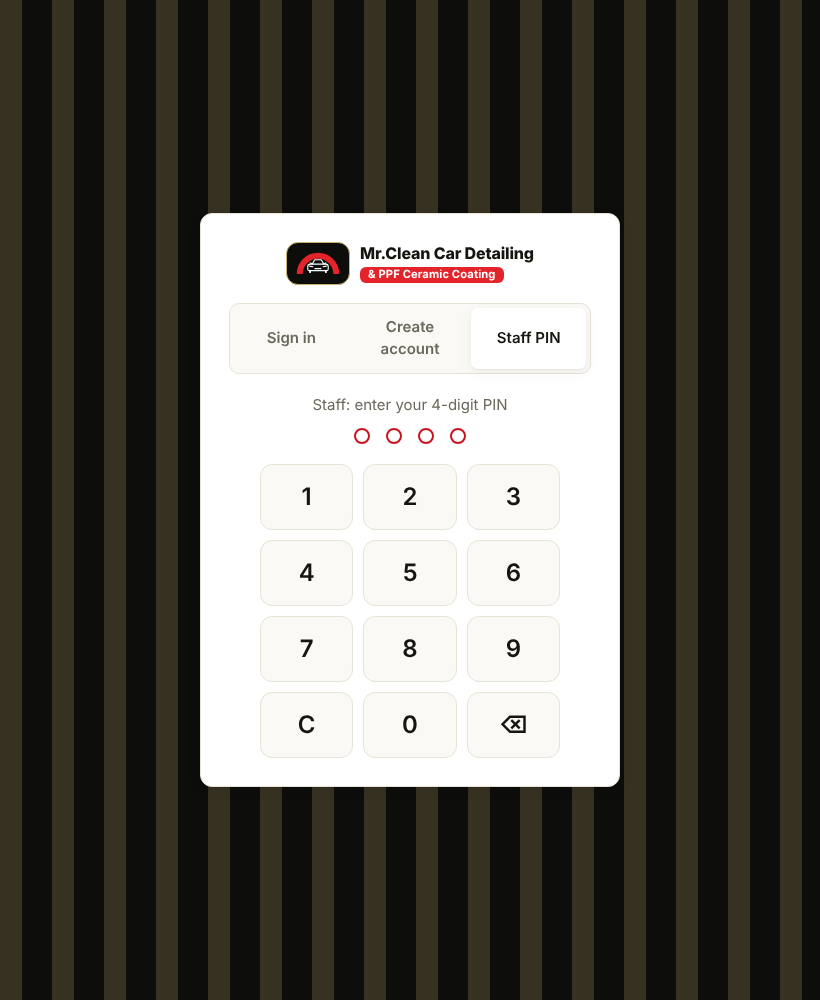 Mr.Clean Car Detailing
& PPF Ceramic Coating
Sign in
Create
account
Staff PIN
Staff: enter your 4-digit PIN
1 2 3
4 5 6
7 8 9
C 0